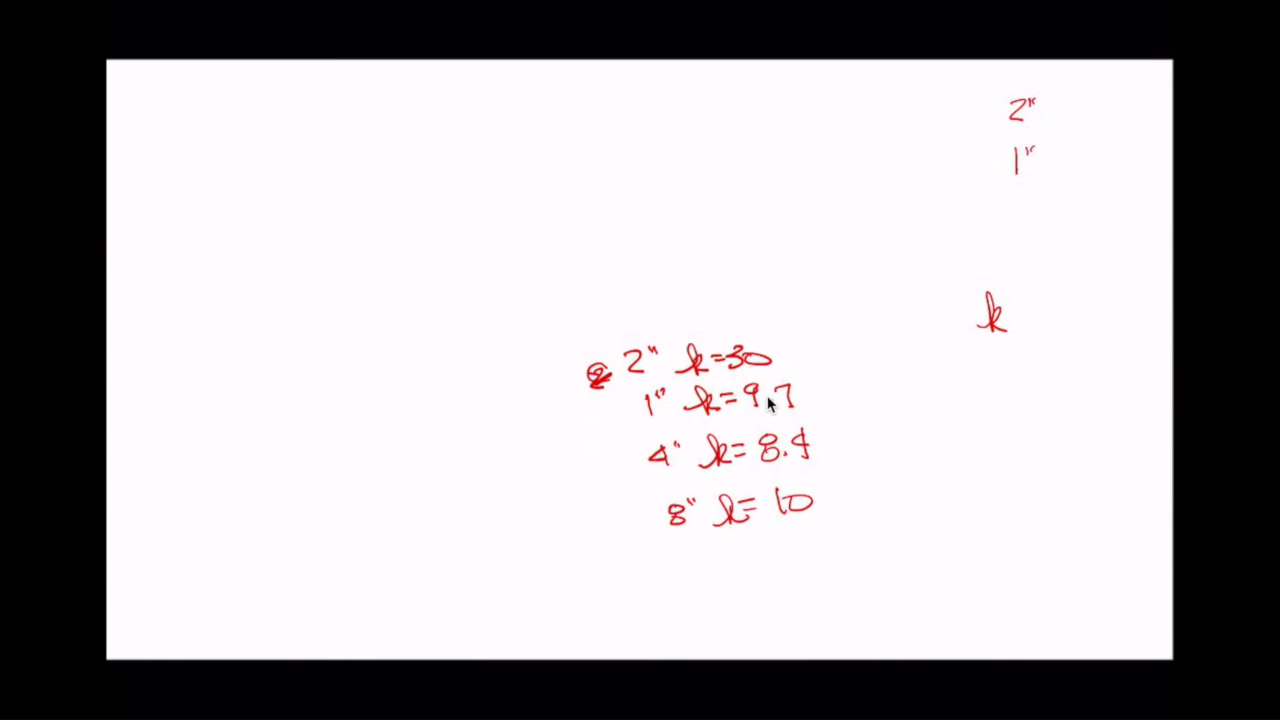 2"
1"
k
2" k=30
1" k=9.7
4" k=8.4
8" k=10